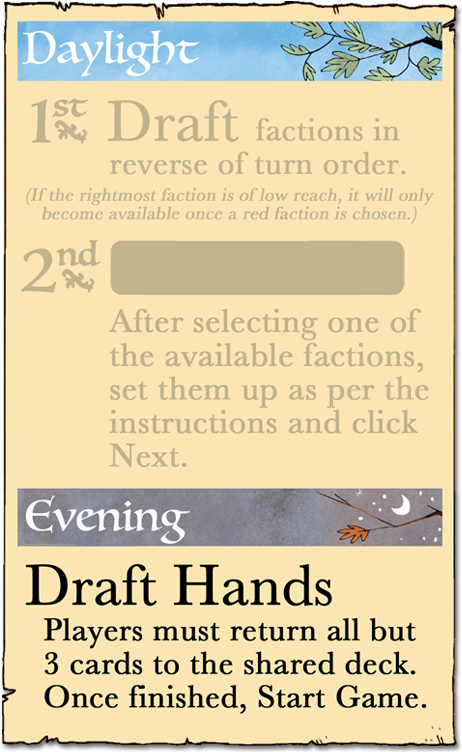 Daylight
1st Draft factions in
reverse of turn order.
(If the rightmost faction is of low reach, it will only
become available once a red faction is chosen.)
2nd
After selecting one of
the available factions,
set them up as per the
instructions and click
Next.
Evening
Draft Hands
Players must return all but
3 cards to the shared deck.
Once finished, Start Game.